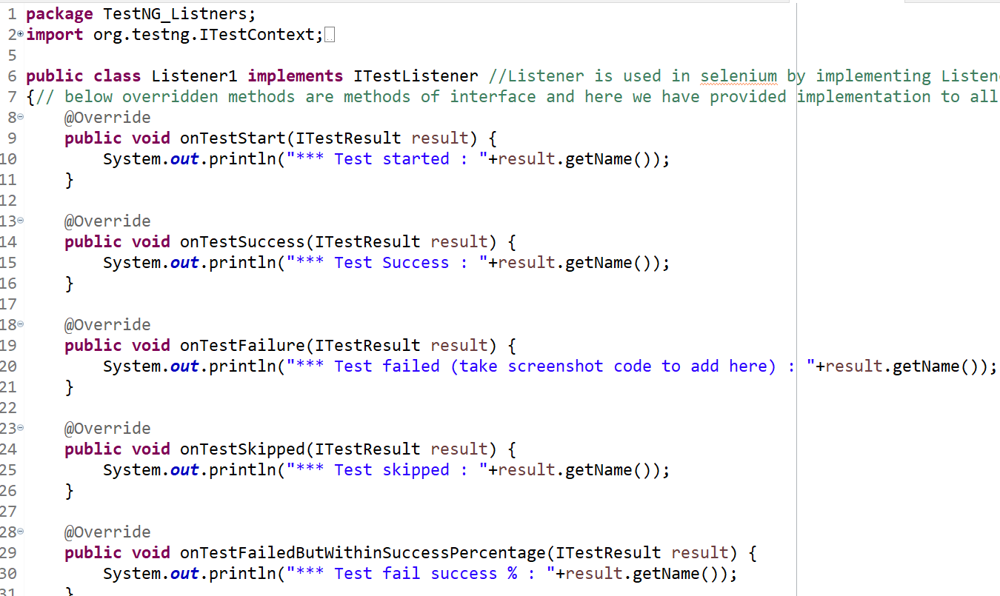 1 package TestNG_Listners;
2 import org.testng.ITestContext;
5
6 public class Listener1 implements ITestListener //Listener is used in selenium by implementing Listen
7 {// below overridden methods are methods of interface and here we have provided implementation to all
8 @Override
9 public void onTestStart(ITestResult result) {
10 System.out.println("*** Test started : "+result.getName());
11 }
12
13 @Override
14 public void onTestSuccess(ITestResult result) {
15 System.out.println("*** Test Success : "+result.getName());
16 }
17
18 @Override
19 public void onTestFailure(ITestResult result) {
20 System.out.println("*** Test failed (take screenshot code to add here) : "+result.getName());
21 }
22
23 @Override
24 public void onTestSkipped(ITestResult result) {
25 System.out.println("*** Test skipped : "+result.getName());
26 }
27
28 @Override
29 public void onTestFailedButWithinSuccessPercentage(ITestResult result) {
30 System.out.println("*** Test fail success % : "+result.getName());
31 }